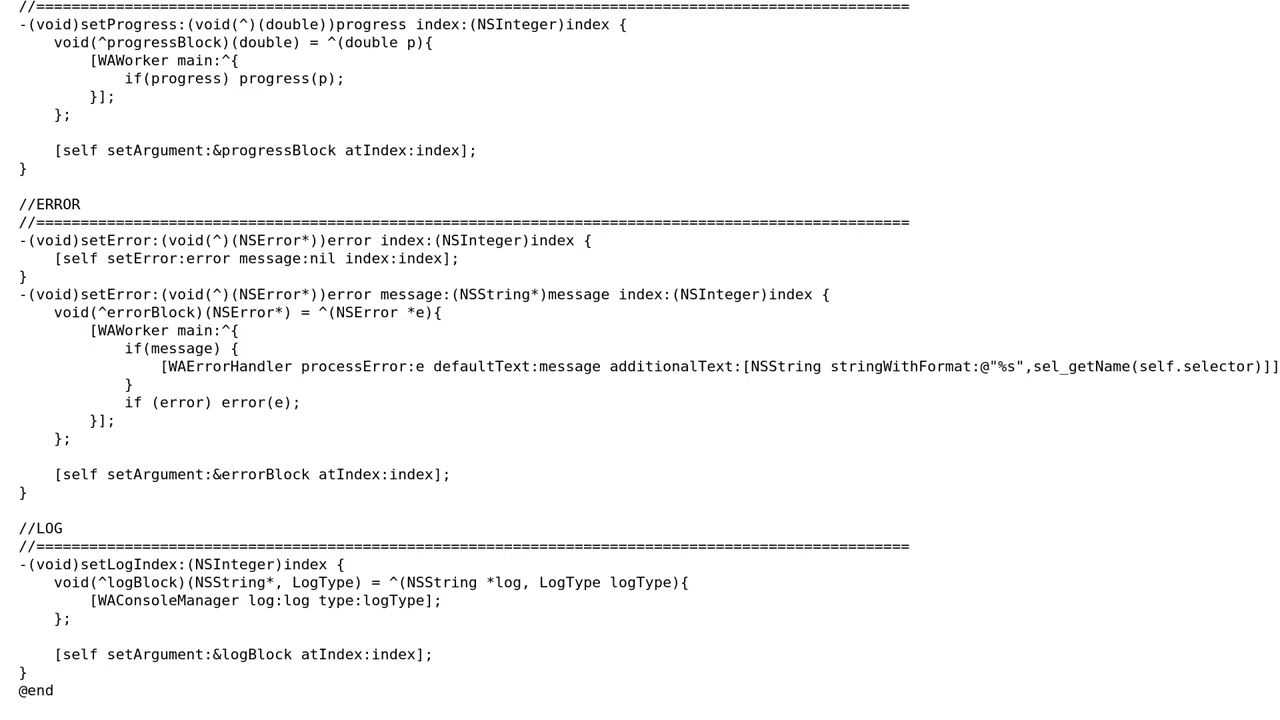 //===================================================================================================
-(void)setProgress:(void(^)(double))progress index:(NSInteger)index {
    void(^progressBlock)(double) = ^(double p){
        [WAWorker main:^{
            if(progress) progress(p);
        }];
    };

    [self setArgument:&progressBlock atIndex:index];
}

//ERROR
//===================================================================================================
-(void)setError:(void(^)(NSError*))error index:(NSInteger)index {
    [self setError:error message:nil index:index];
}
-(void)setError:(void(^)(NSError*))error message:(NSString*)message index:(NSInteger)index {
    void(^errorBlock)(NSError*) = ^(NSError *e){
        [WAWorker main:^{
            if(message) {
                [WAErrorHandler processError:e defaultText:message additionalText:[NSString stringWithFormat:@"%s",sel_getName(self.selector)]]
            }
            if (error) error(e);
        }];
    };

    [self setArgument:&errorBlock atIndex:index];
}

//LOG
//===================================================================================================
-(void)setLogIndex:(NSInteger)index {
    void(^logBlock)(NSString*, LogType) = ^(NSString *log, LogType logType){
        [WAConsoleManager log:log type:logType];
    };

    [self setArgument:&logBlock atIndex:index];
}
@end